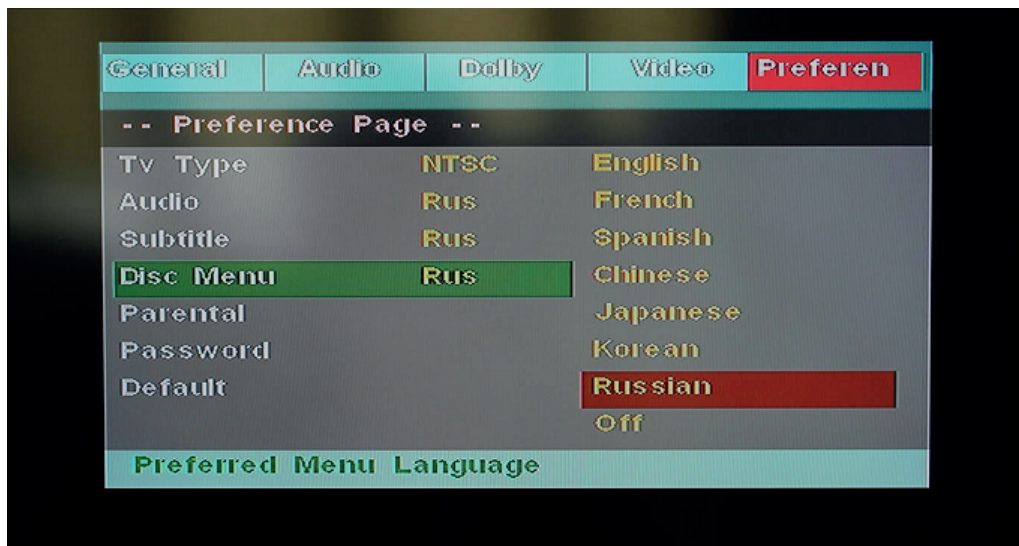 General Audio Dolby Video Preferen
-- Preference Page --
Tv Type NTSC English
Audio Rus French
Subtitle Rus Spanish
Disc Menu Rus Chinese
Parental Japanese
Password Korean
Default Russian
Off
Preferred Menu Language